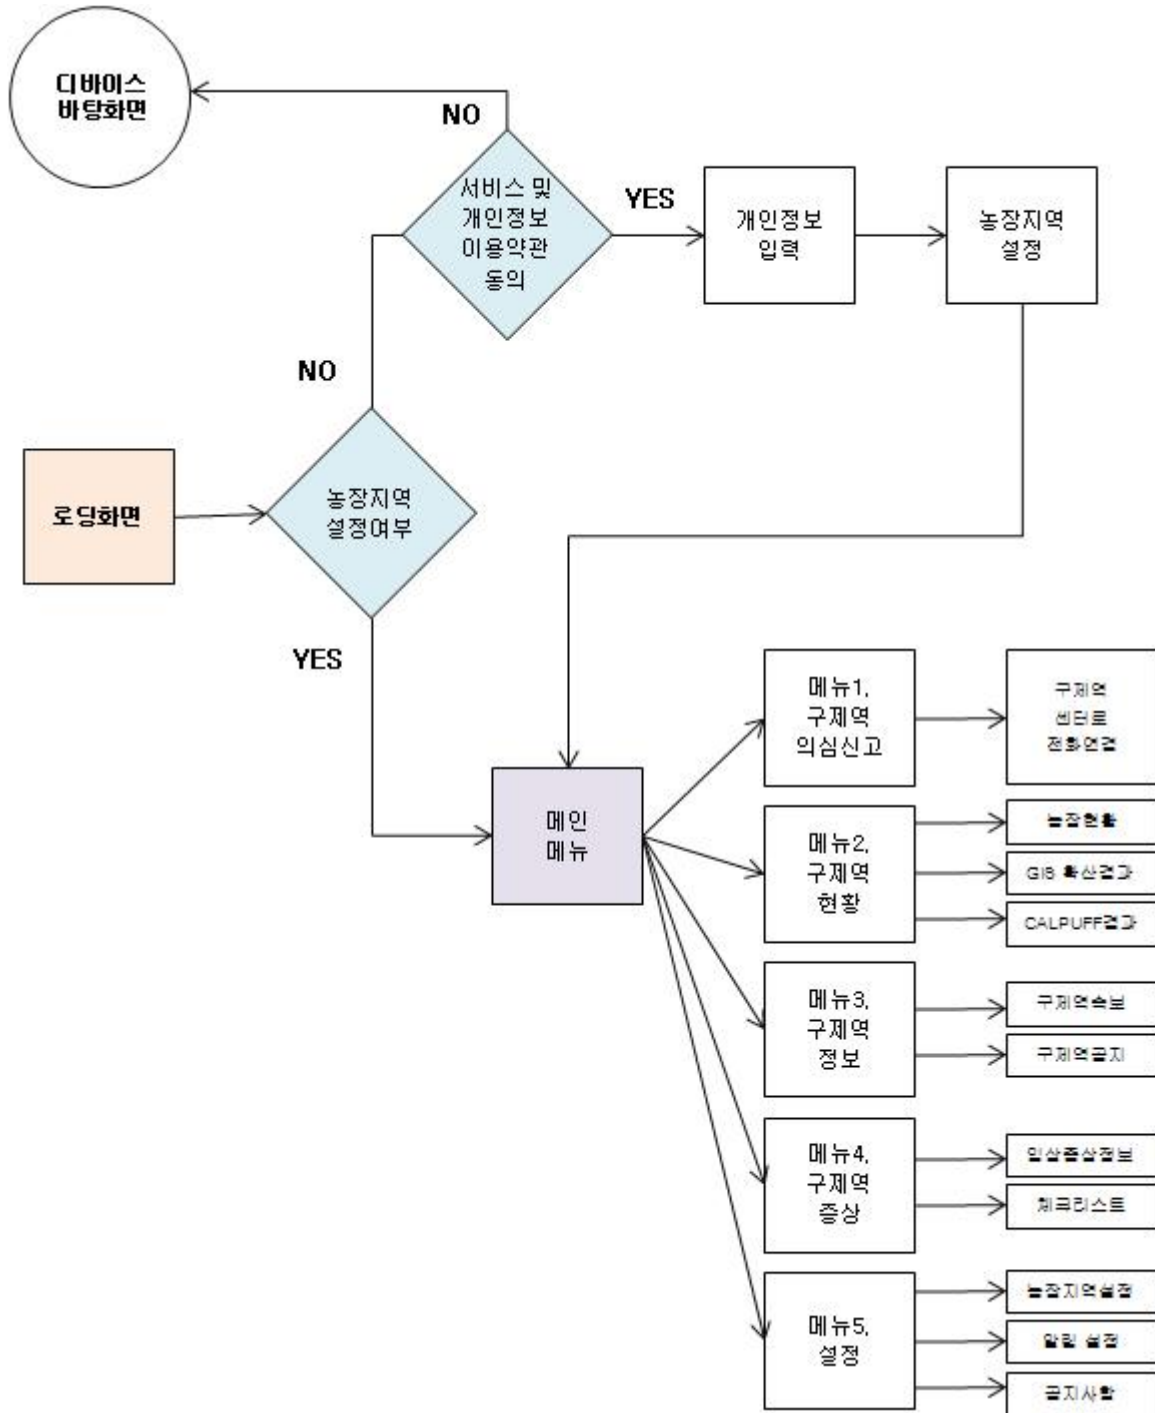 디바이스
바탕화면
NO
서비스 및
개인정보
이용약관
동의
YES
개인정보
입력
농장지역
설정
NO
로딩화면
농장지역
설정여부
YES
메인
메뉴
메뉴1,
구제역
의심신고
구제역
센터로
전화연결
메뉴2,
구제역
현황
농장현황
GIS 확산결과
CALPUFF결과
메뉴3,
구제역
정보
구제역속보
구제역공지
메뉴4,
구제역
증상
임상증상정보
체크리스트
메뉴5,
설정
농장지역설정
알림 설정
공지사항